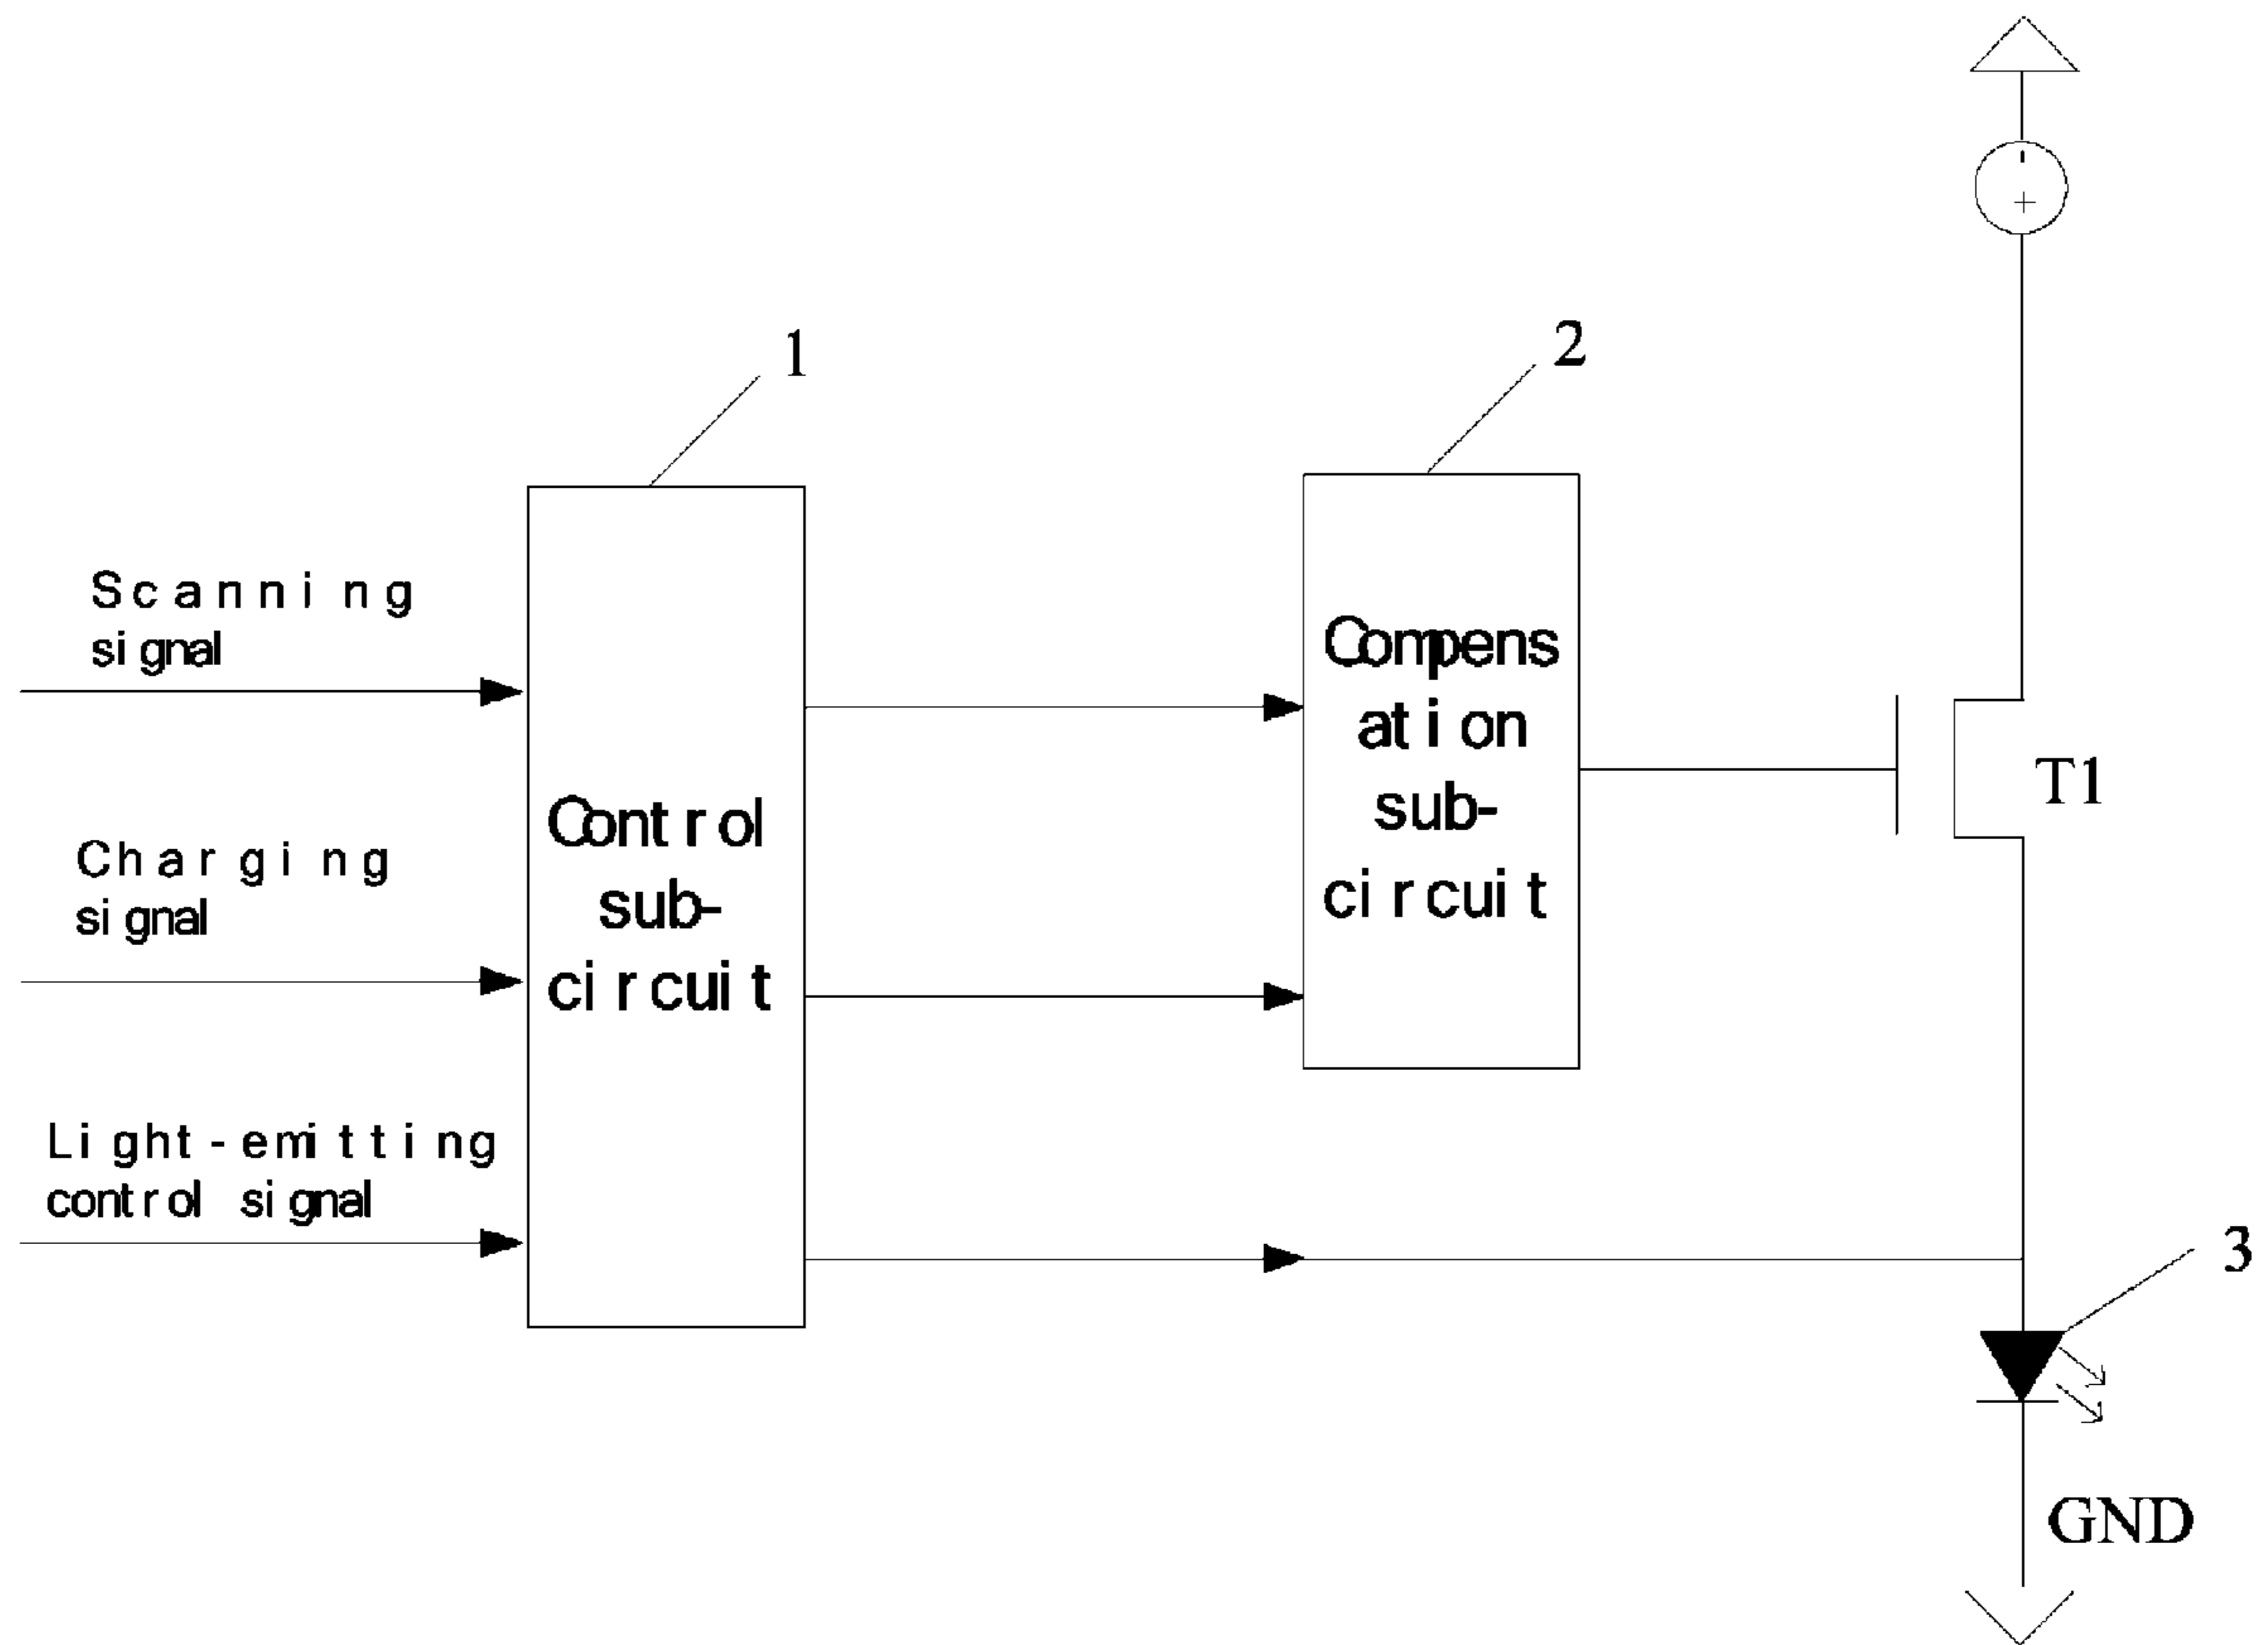 1
2
Scanning
signal
Charging
signal
Light-emitting
control signal
Control
sub-
circuit
Compens
ation
sub-
circuit
T1
3
GND
-
+